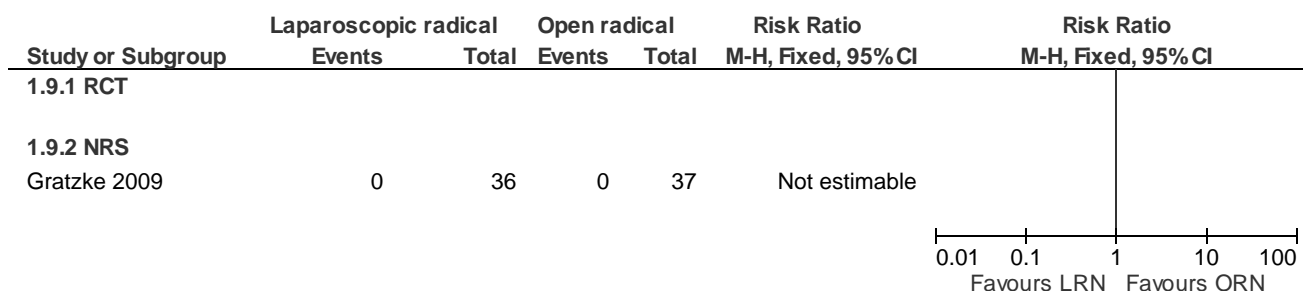 Laparoscopic radical Open radical Risk Ratio Risk Ratio
Study or Subgroup Events Total Events Total M-H, Fixed, 95% CI M-H, Fixed, 95% CI
1.9.1 RCT
1.9.2 NRS
Gratzke 2009 0 36 0 37 Not estimable
0.01 0.1 1 10 100
Favours LRN Favours ORN